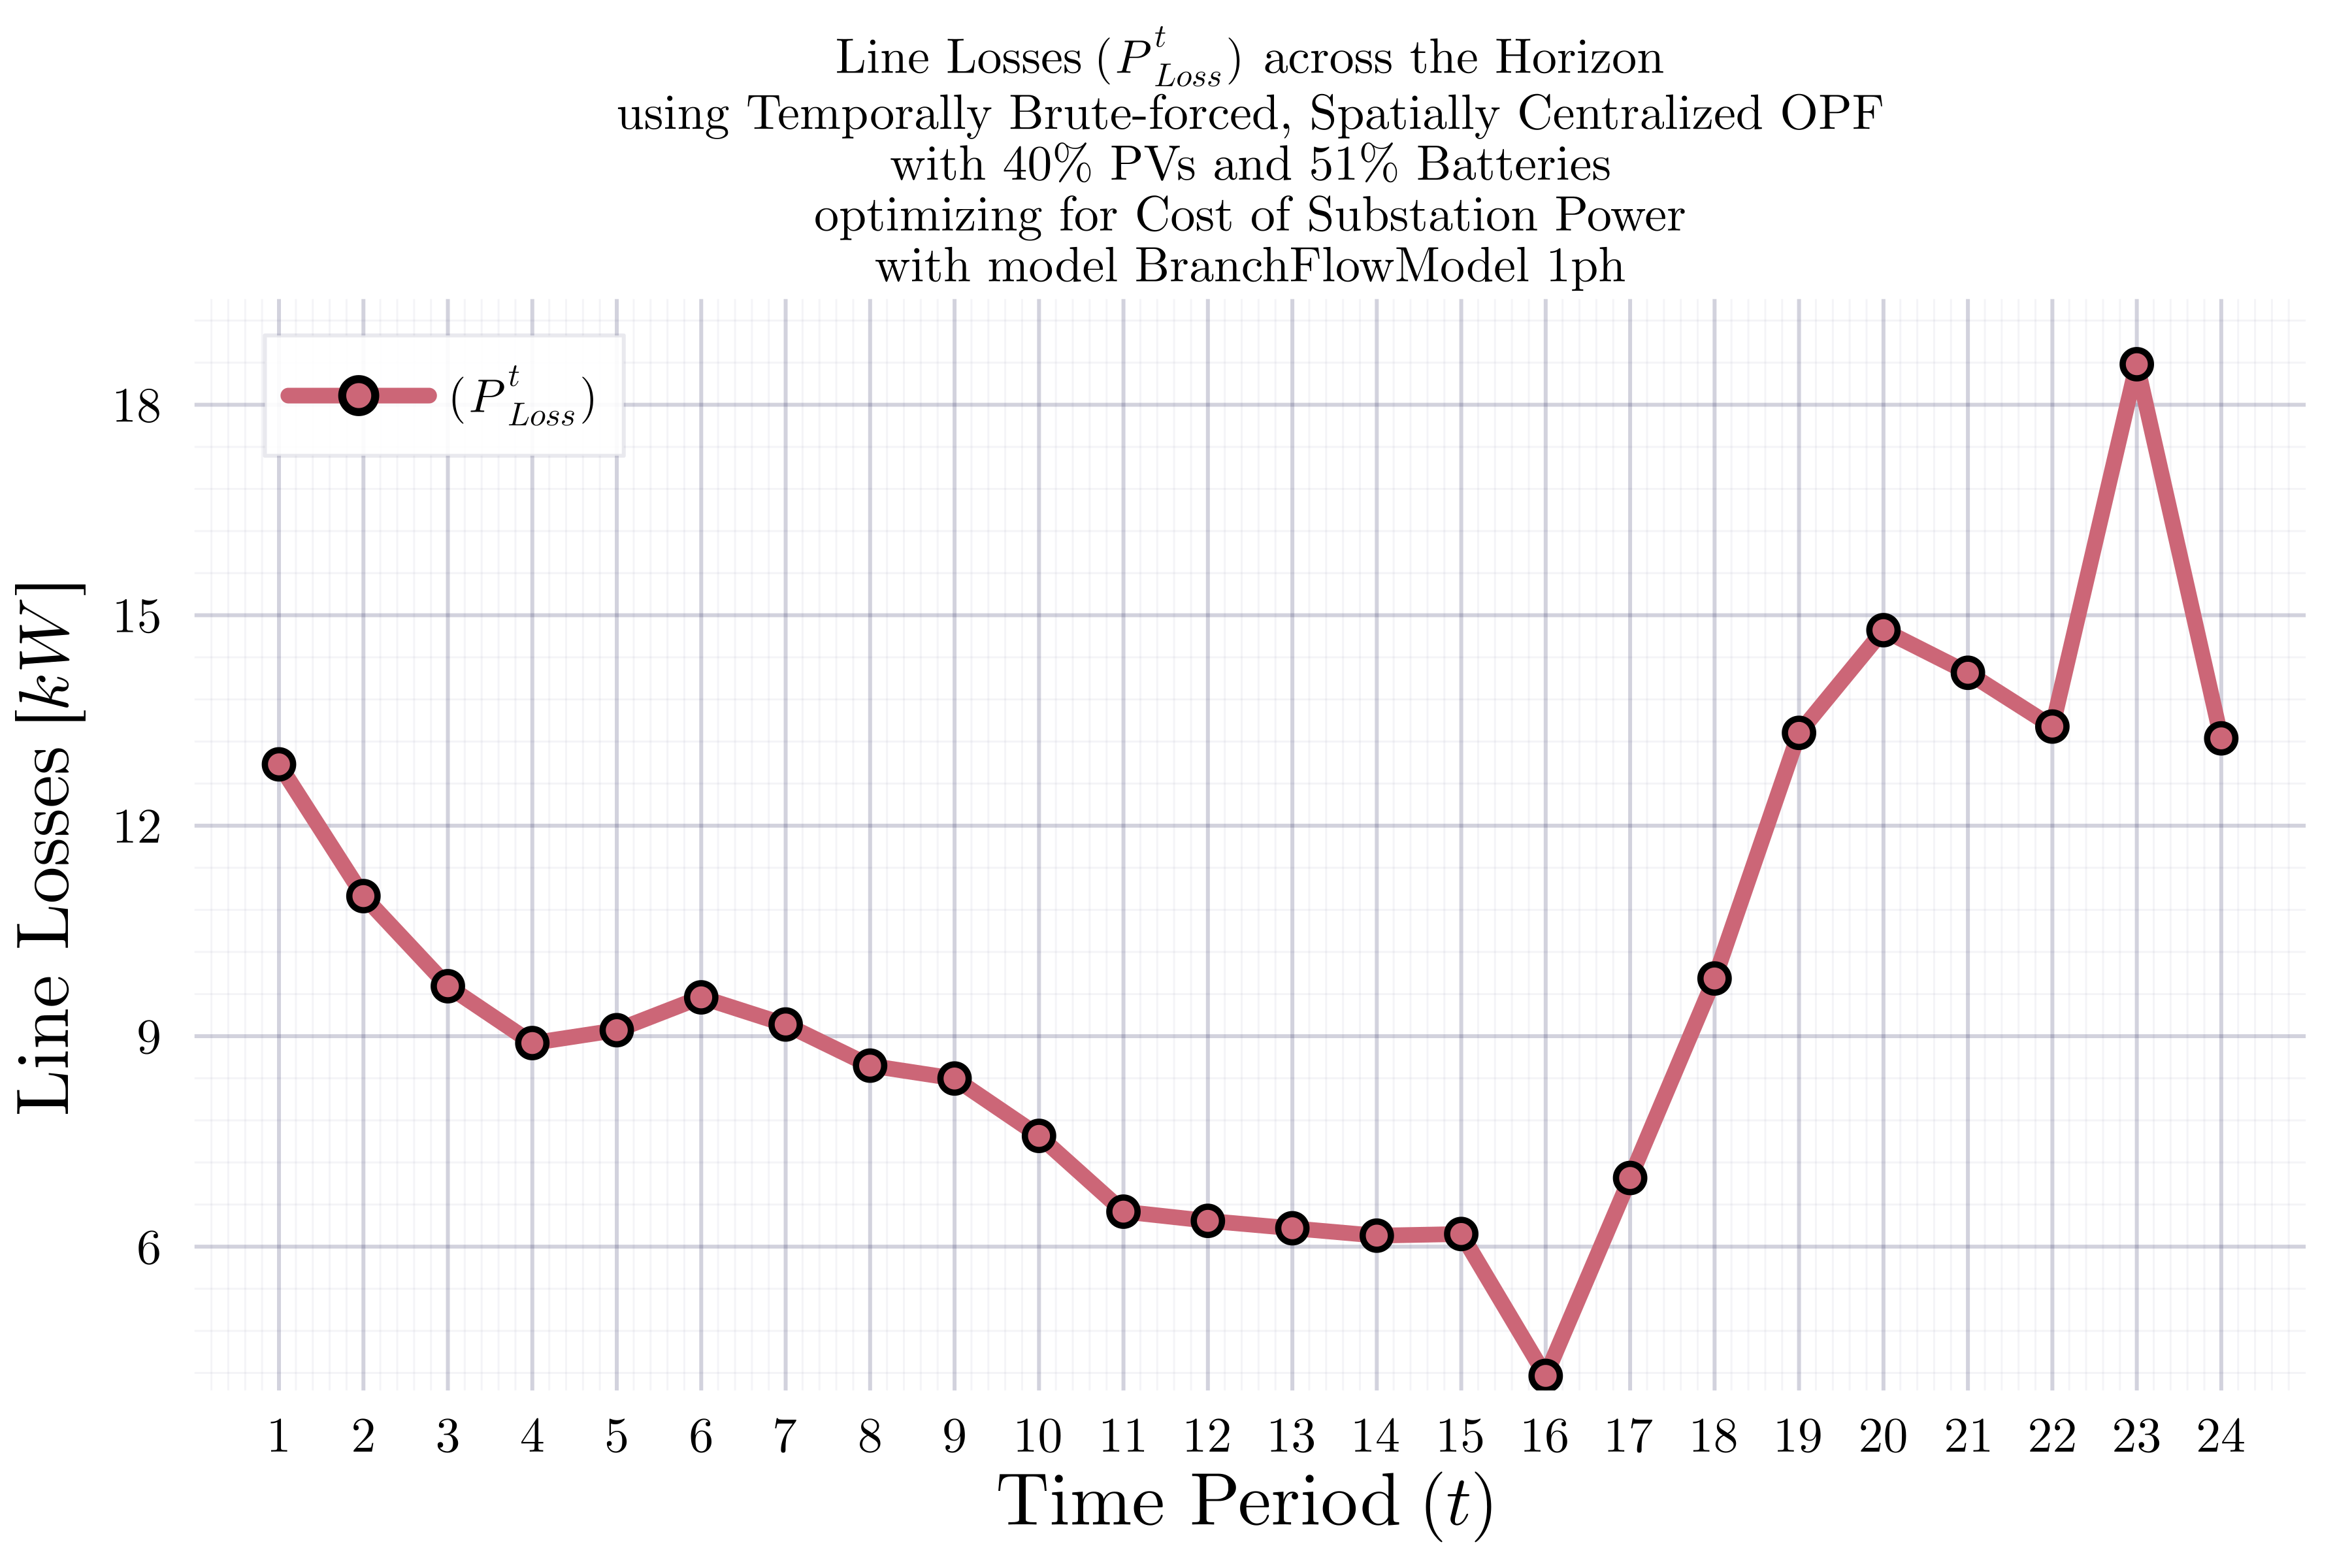 Line Losses (P^t_Loss) across the Horizon
using Temporally Brute-forced, Spatially Centralized OPF
with 40% PVs and 51% Batteries
optimizing for Cost of Substation Power
with model BranchFlowModel 1ph
(P^t_Loss)
Line Losses [kW]
18
15
12
9
6
1 2 3 4 5 6 7 8 9 10 11 12 13 14 15 16 17 18 19 20 21 22 23 24
Time Period (t)